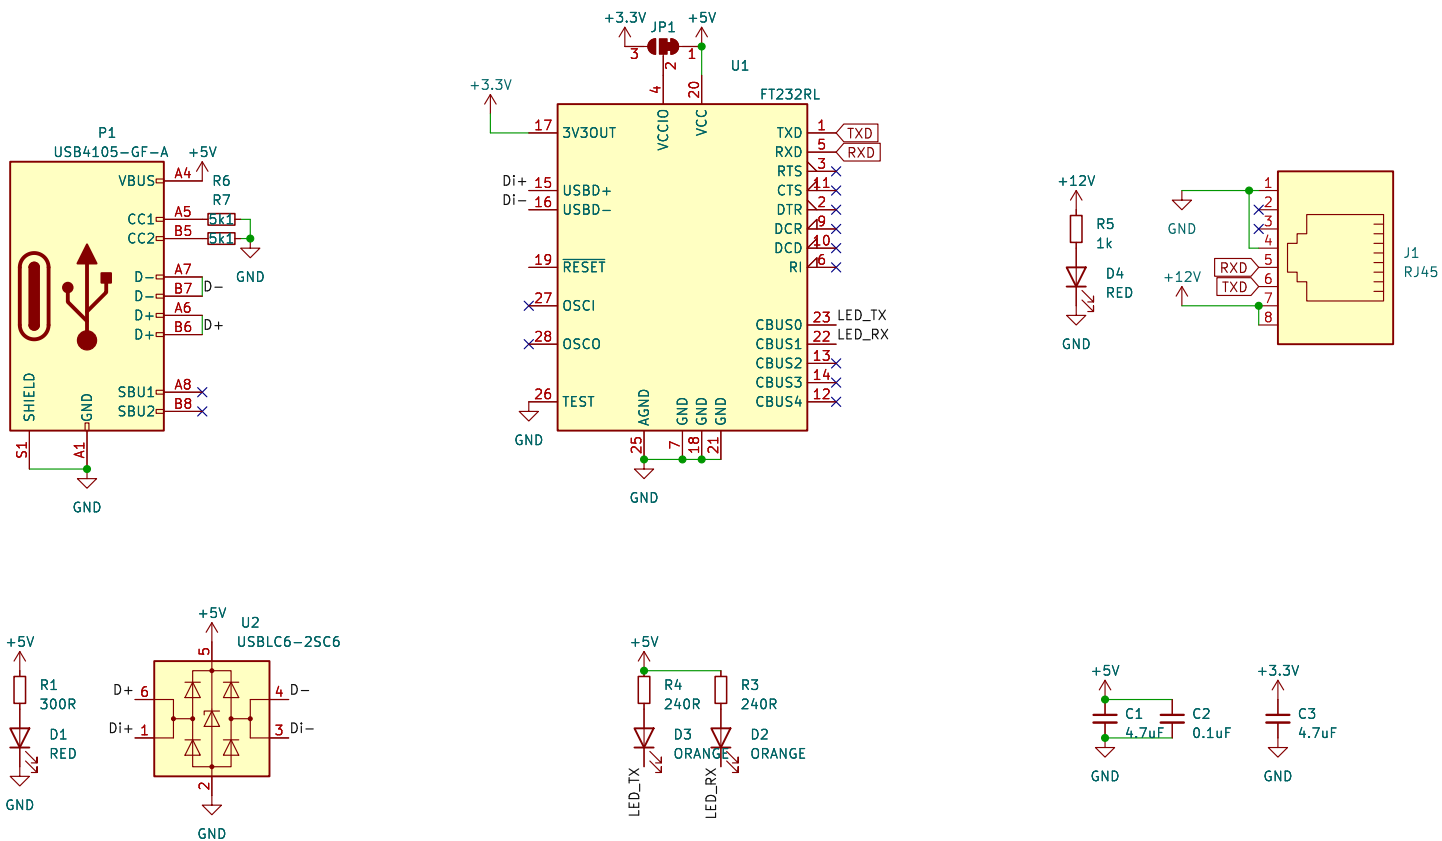 P1
USB4105-GF-A
+5V
VBUS
A4
R6
R7
CC1
A5
5k1
CC2
B5
5k1
GND
D-
A7
D-
B7
D-
D+
A6
D+
D+
B6
SBU1
A8
SBU2
B8
SHIELD
GND
S1
A1
GND
+3.3V
JP1
+5V
3
2
1
U1
FT232RL
+3.3V
4
20
VCCIO
VCC
17
3V3OUT
Di+
15
USBD+
Di-
16
USBD-
19
RESET
27
OSCI
28
OSCO
26
TEST
GND
TXD
1
TXD
RXD
5
RXD
RTS
3
CTS
11
DTR
2
DCR
9
DCD
10
RI
6
CBUS0
23
LED_TX
CBUS1
22
LED_RX
CBUS2
13
CBUS3
14
CBUS4
12
AGND
GND
GND
GND
25
7
18
21
GND
+12V
R5
1k
D4
RED
GND
GND
+12V
RXD
TXD
1
2
3
4
5
6
7
8
J1
RJ45
+5V
R1
300R
D1
RED
GND
+5V
U2
USBLC6-2SC6
5
D+
6
4
D-
Di+
1
3
Di-
2
GND
+5V
R4
240R
R3
240R
D3
ORANGE
D2
ORANGE
LED_TX
LED_RX
+5V
C1
4.7uF
C2
0.1uF
GND
+3.3V
C3
4.7uF
GND